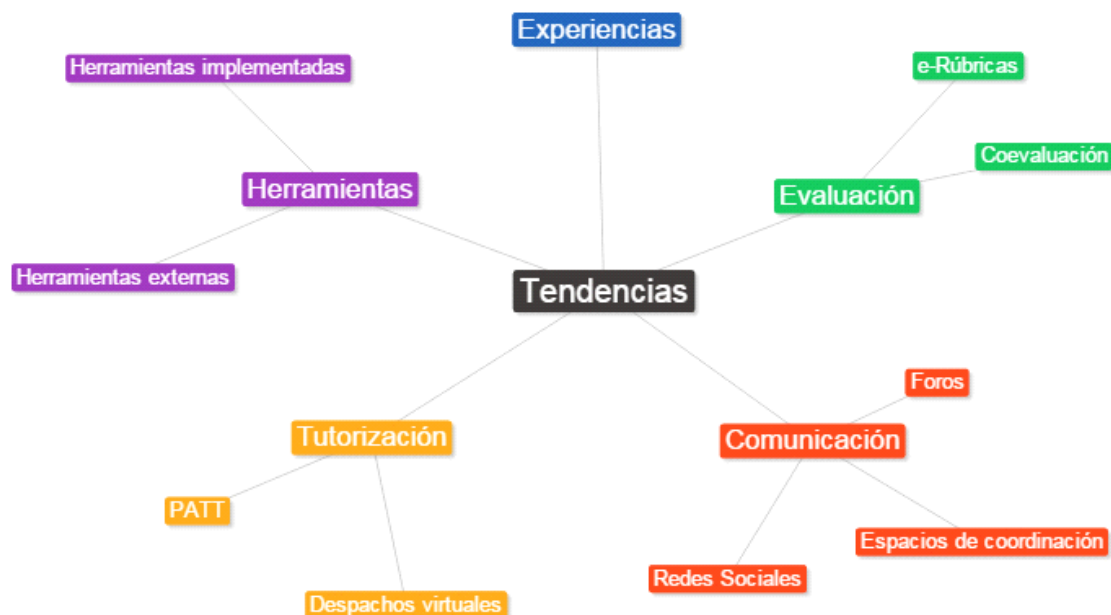 Experiencias
Herramientas implementadas
e-Rúbricas
Coevaluación
Herramientas
Evaluación
Herramientas externas
Tendencias
Foros
Tutorización
Comunicación
PATT
Espacios de coordinación
Redes Sociales
Despachos virtuales